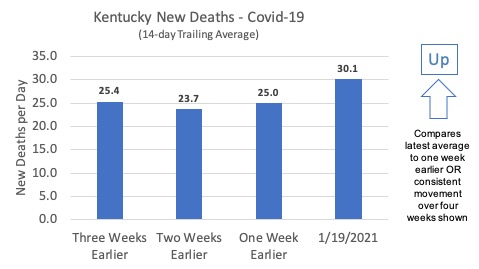 Kentucky New Deaths - Covid-19
(14-day Trailing Average)
New Deaths per Day
35.0
30.0
25.0
20.0
15.0
10.0
5.0
0.0
25.4
23.7
25.0
30.1
Three Weeks
Earlier
Two Weeks
Earlier
One Week
Earlier
1/19/2021
Up
Compares
latest average
to one week
earlier OR
consistent
movement
over four
weeks shown